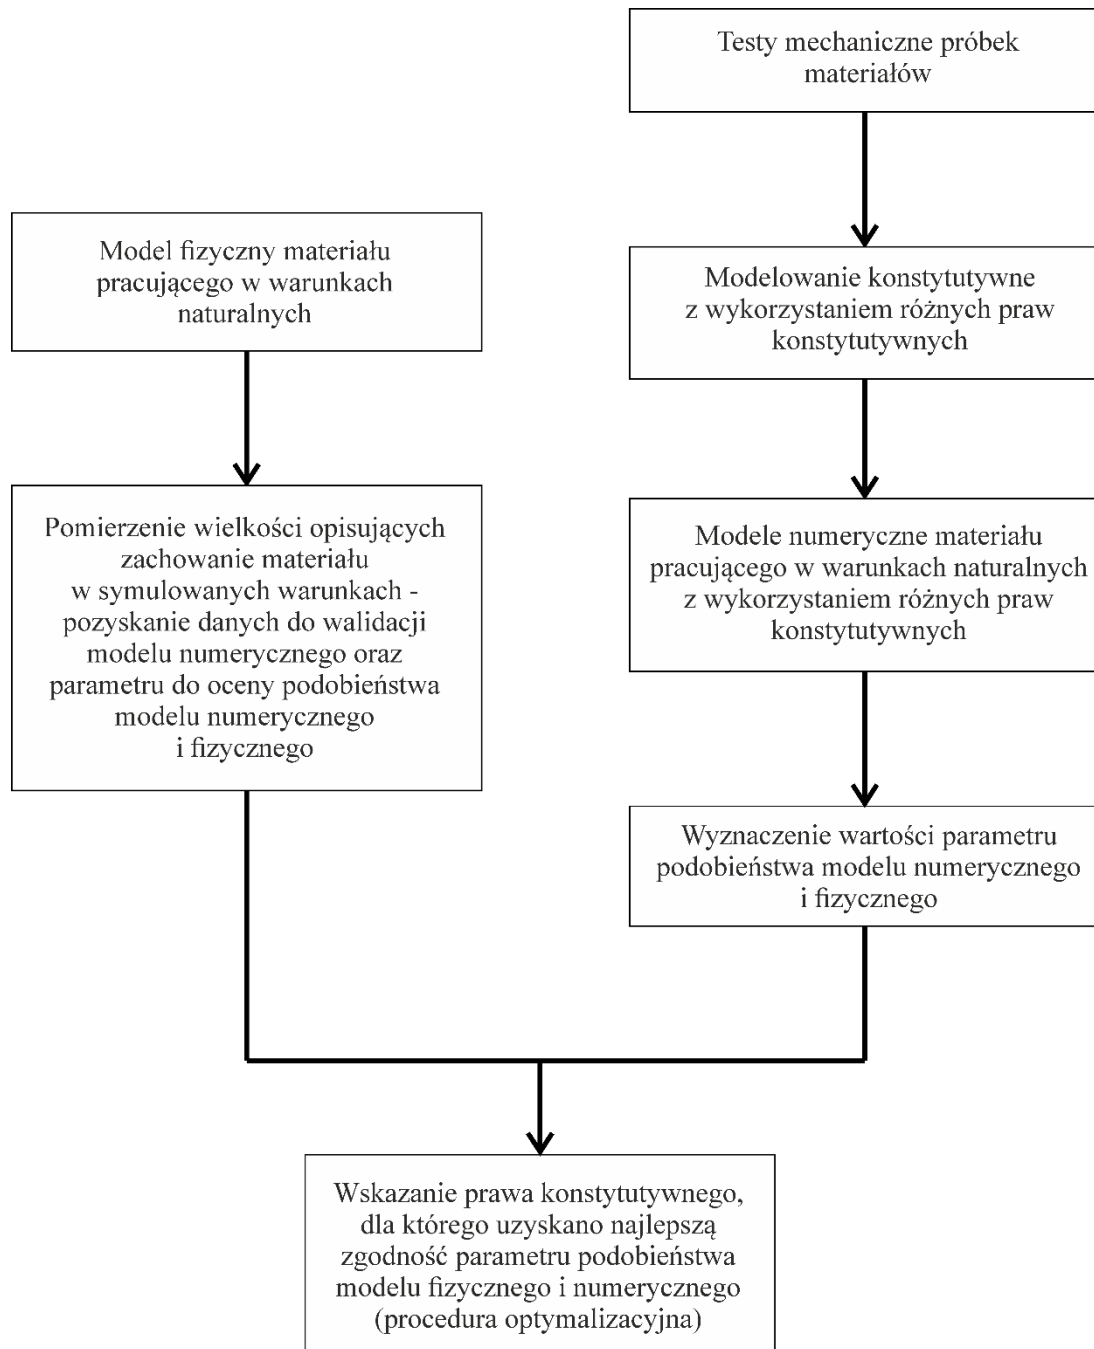 Testy mechaniczne próbek
materiałów
Model fizyczny materiału
pracującego w warunkach
naturalnych
Modelowanie konstytutywne
z wykorzystaniem różnych praw
konstytutywnych
Pomierzenie wielkości opisujących
zachowanie materiału
w symulowanych warunkach -
pozyskanie danych do walidacji
modelu numerycznego oraz
parametru do oceny podobieństwa
modelu numerycznego
i fizycznego
Modele numeryczne materiału
pracującego w warunkach naturalnych
z wykorzystaniem różnych praw
konstytutywnych
Wyznaczenie wartości parametru
podobieństwa modelu numerycznego
i fizycznego
Wskazanie prawa konstytutywnego,
dla którego uzyskano najlepszą
zgodność parametru podobieństwa
modelu fizycznego i numerycznego
(procedura optymalizacyjna)